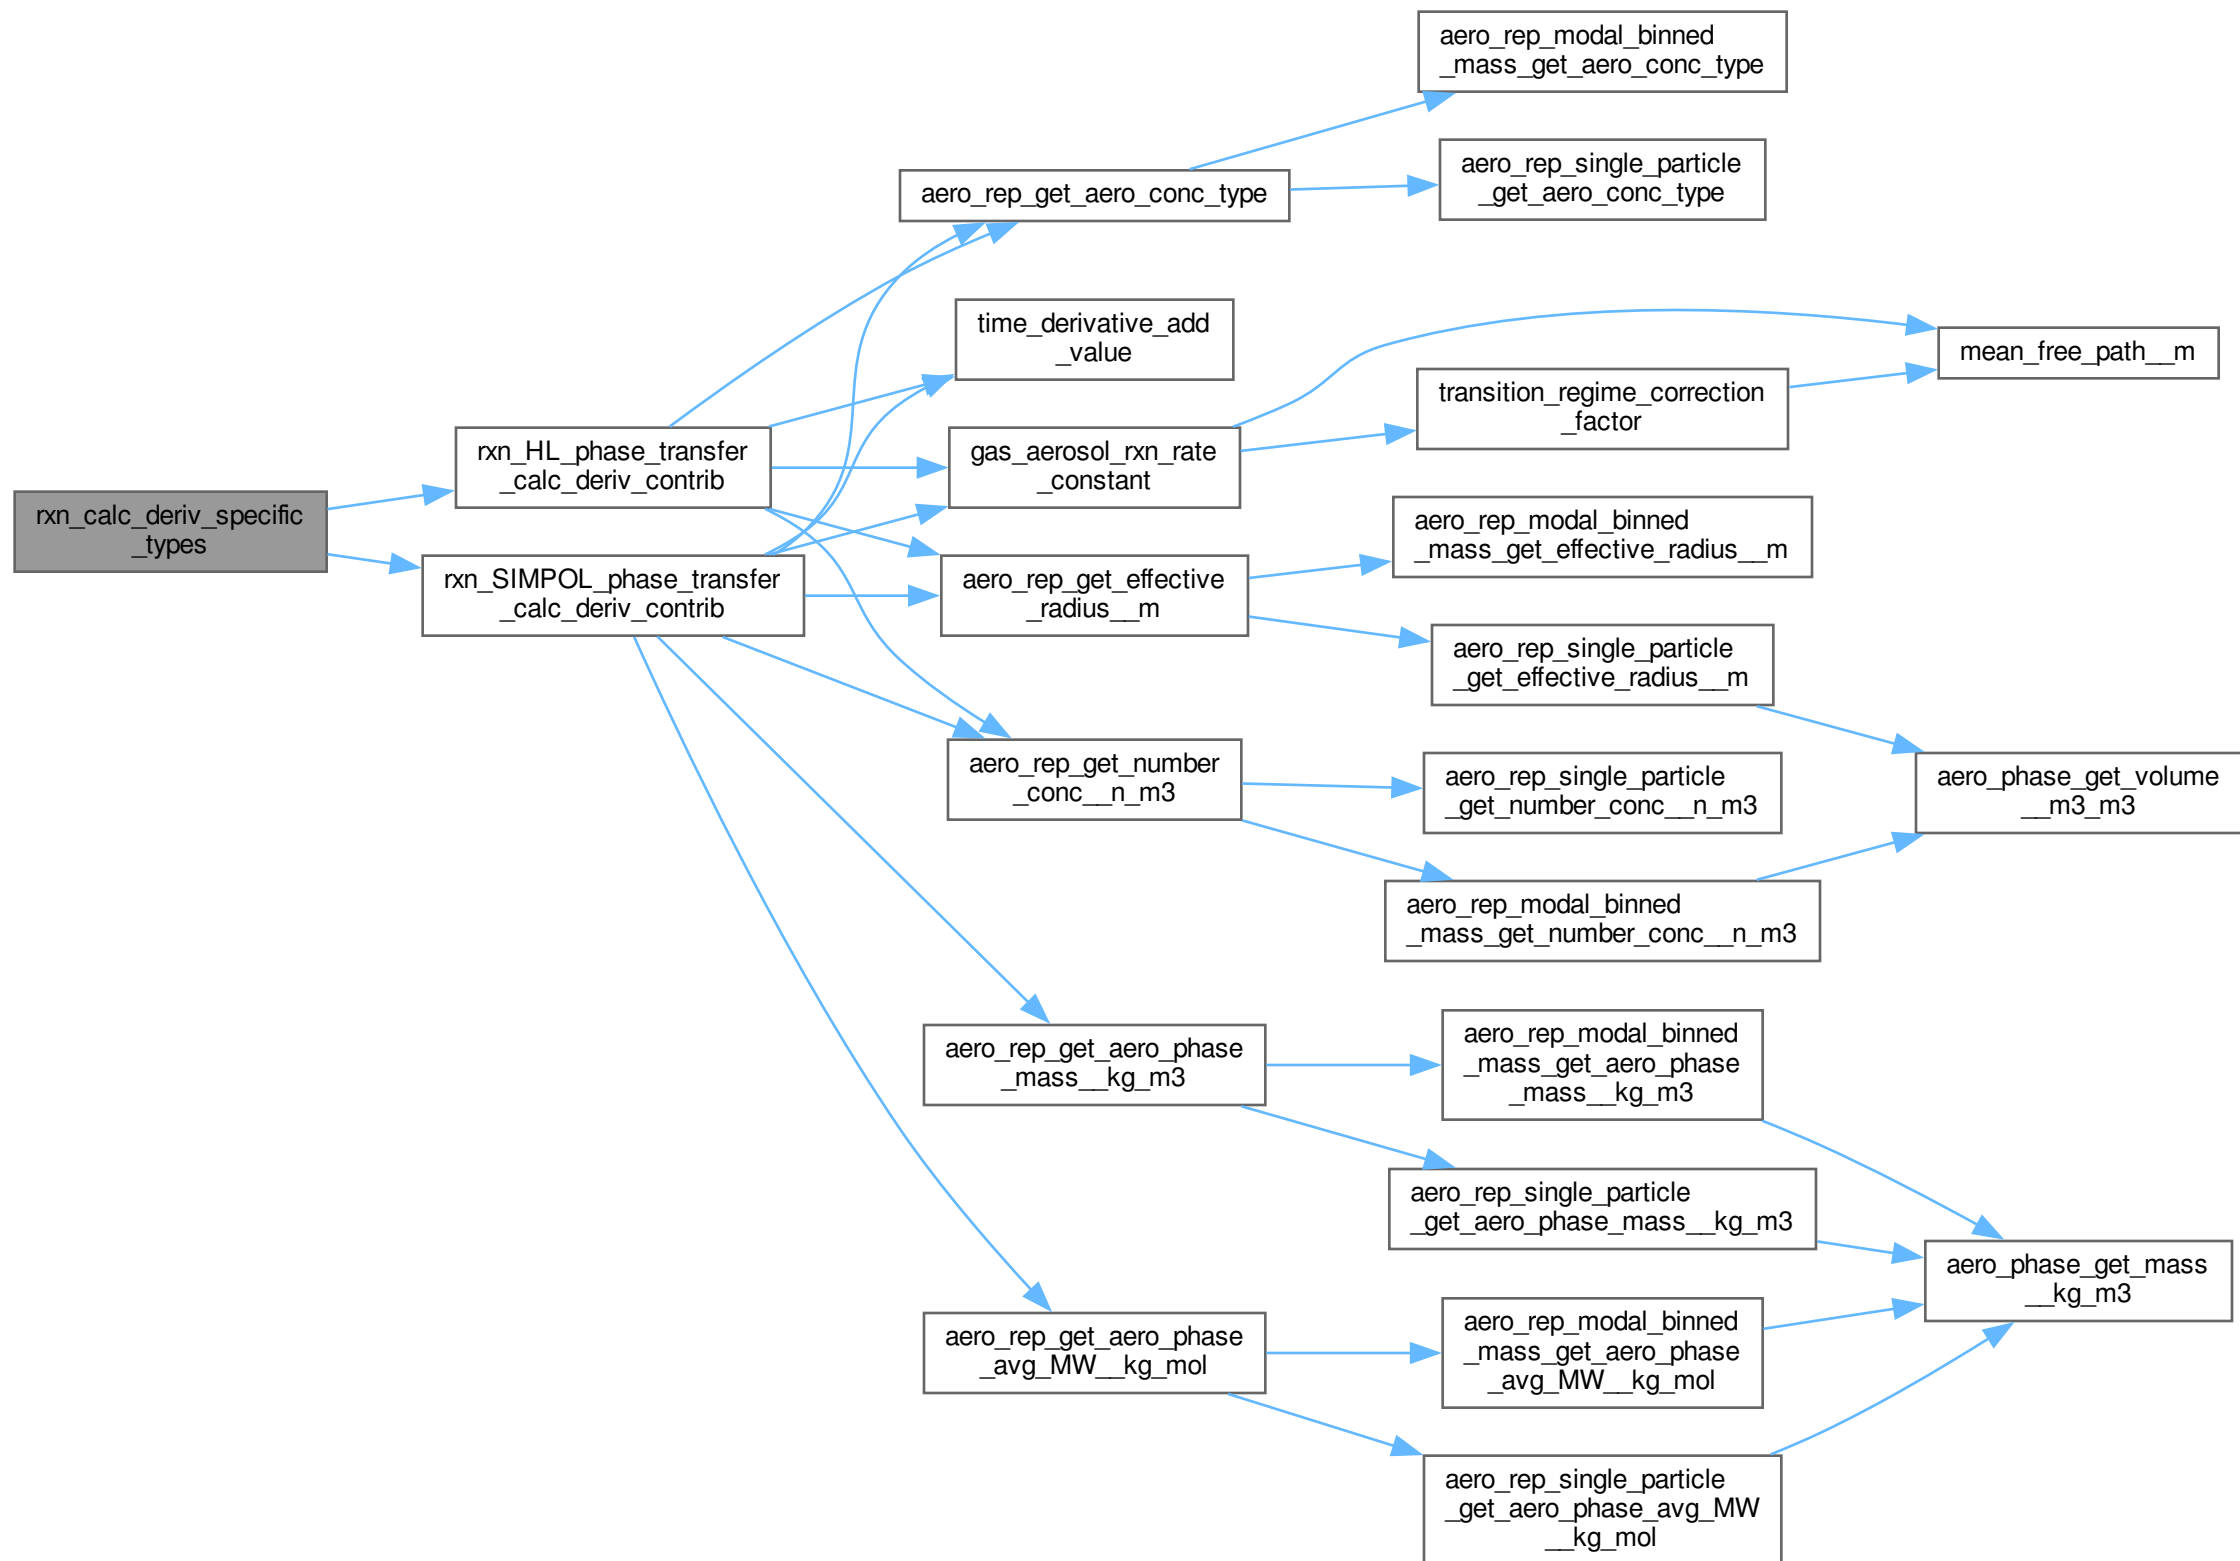 rxn_calc_deriv_specific
_types
rxn_HL_phase_transfer
_calc_deriv_contrib
rxn_SIMPOL_phase_transfer
_calc_deriv_contrib
aero_rep_get_aero_conc_type
time_derivative_add
_value
gas_aerosol_rxn_rate
_constant
aero_rep_get_effective
_radius__m
aero_rep_get_number
_conc__n_m3
aero_rep_get_aero_phase
_mass__kg_m3
aero_rep_get_aero_phase
_avg_MW__kg_mol
aero_rep_modal_binned
_mass_get_aero_conc_type
aero_rep_single_particle
_get_aero_conc_type
transition_regime_correction
_factor
aero_rep_modal_binned
_mass_get_effective_radius__m
aero_rep_single_particle
_get_effective_radius__m
aero_rep_single_particle
_get_number_conc__n_m3
aero_rep_modal_binned
_mass_get_number_conc__n_m3
aero_rep_modal_binned
_mass_get_aero_phase
_mass__kg_m3
aero_rep_single_particle
_get_aero_phase_mass__kg_m3
aero_rep_modal_binned
_mass_get_aero_phase
_avg_MW__kg_mol
aero_rep_single_particle
_get_aero_phase_avg_MW
__kg_mol
mean_free_path__m
aero_phase_get_volume
__m3_m3
aero_phase_get_mass
__kg_m3